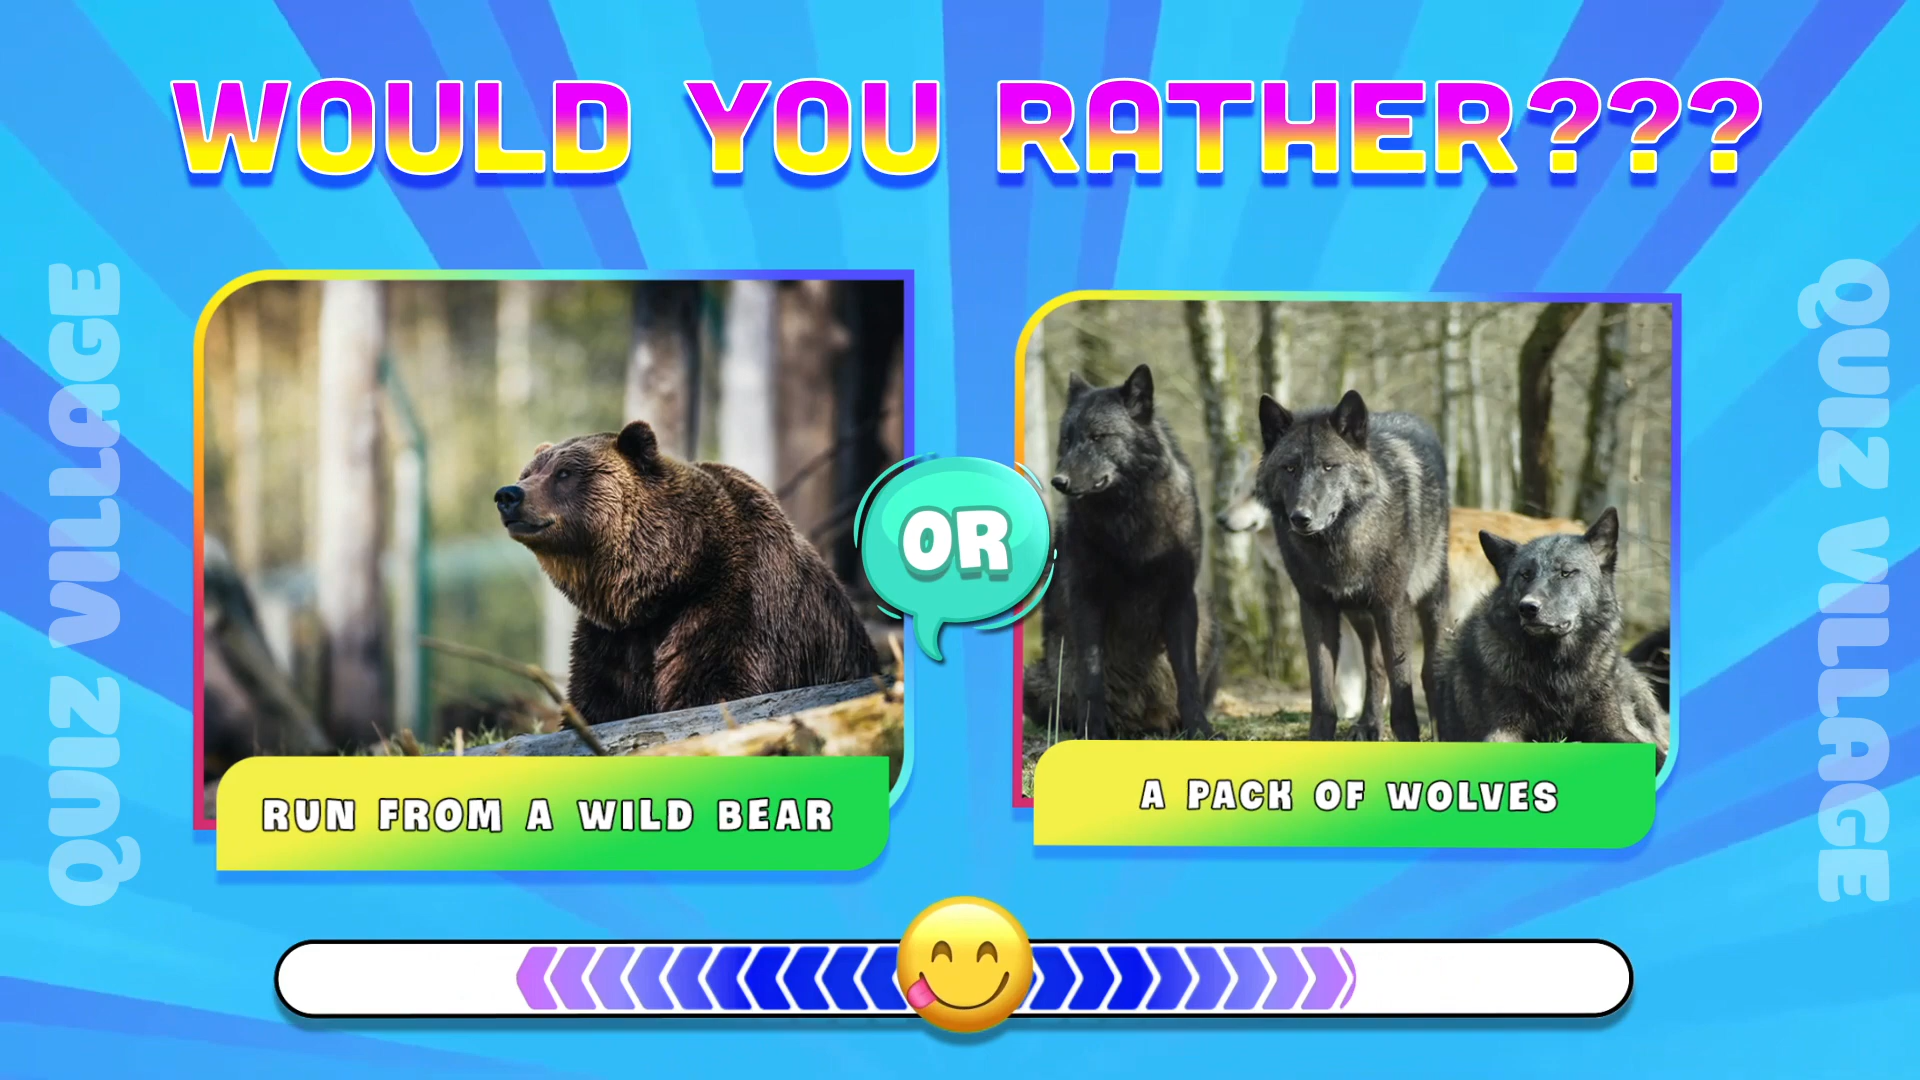 WOULD YOU RATHER???
QUIZ VILLAGE
QUIZ VILLAGE
OR
RUN FROM A WILD BEAR
A PACK OF WOLVES